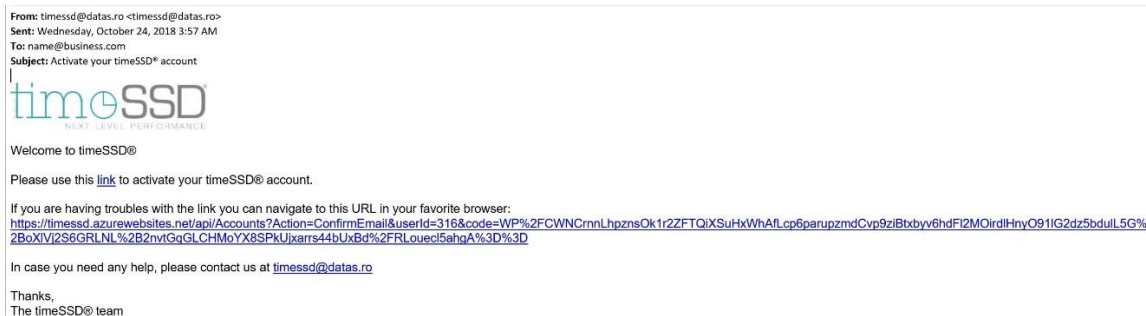 From: timessd@datas.ro <timessd@datas.ro>
Sent: Wednesday, October 24, 2018 3:57 AM
To: name@business.com
Subject: Activate your timeSSD® account
timeSSD®
NEXT LEVEL PERFORMANCE
Welcome to timeSSD®
Please use this link to activate your timeSSD® account.
If you are having troubles with the link you can navigate to this URL in your favorite browser:
https://timessd.azurewebsites.net/api/Accounts?Action=ConfirmEmail&userId=316&code=WP%2FCWNCrnnLhpznsOk1r2ZFTQiXSuHxWhAfLcp6parupzmdCvp9ziBtxbyv6hdFl2MOirdlHnyO91IG2dz5bdulL5G%
2BoXlVj2S6GRLNL%2B2nvtGqGLCHMoYX8SPkUjxarrs44bUxBd%2FRLouecl5ahgA%3D%3D
In case you need any help, please contact us at timessd@datas.ro
Thanks,
The timeSSD® team